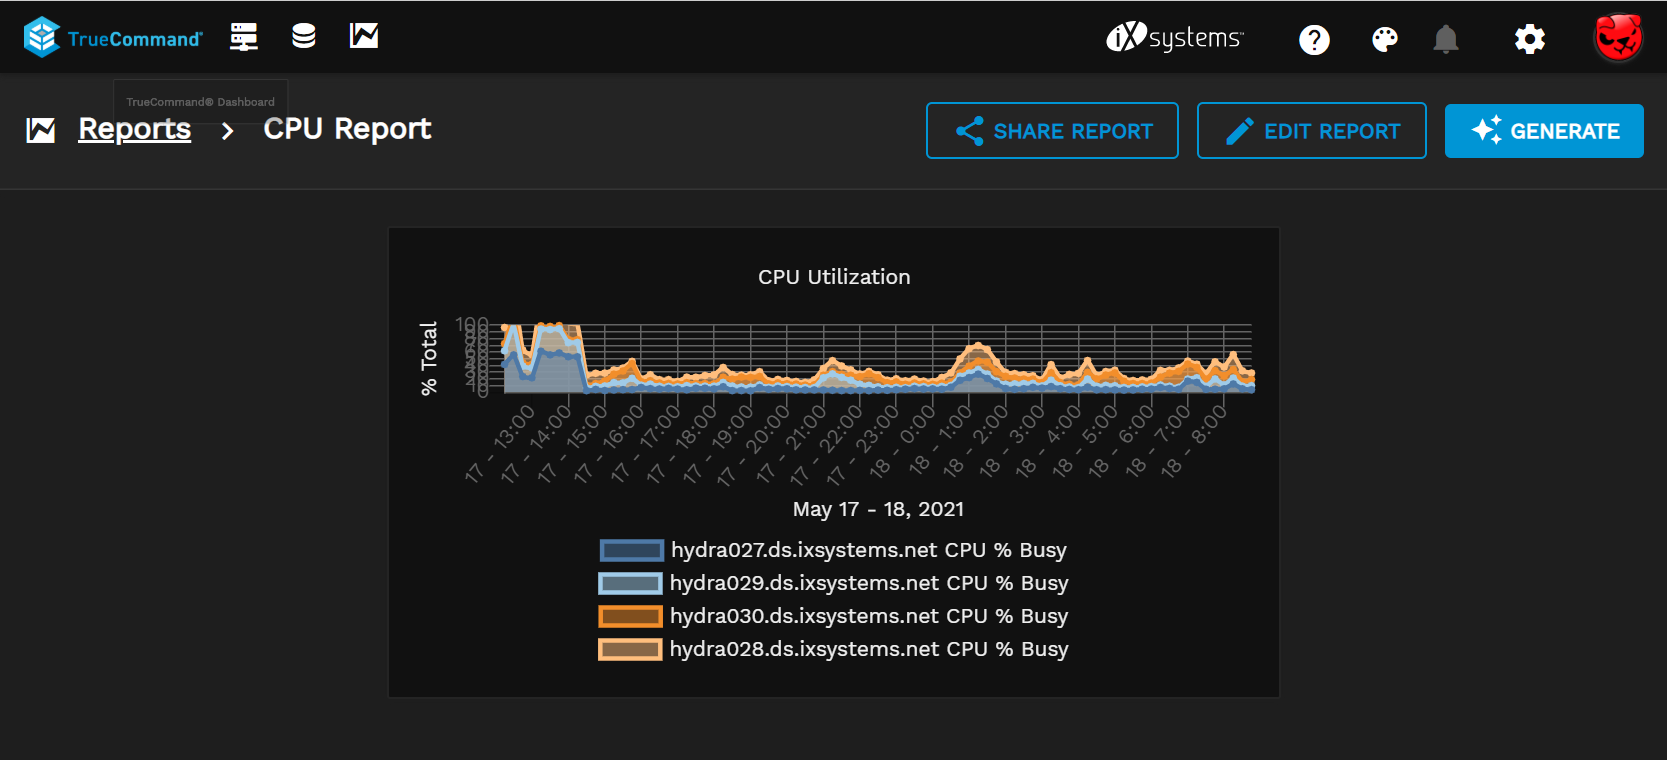 TrueCommand®
iXsystems™
TrueCommand® Dashboard
Reports > CPU Report
SHARE REPORT
EDIT REPORT
GENERATE
CPU Utilization
% Total
100
0
17 - 13:00
17 - 14:00
17 - 15:00
17 - 16:00
17 - 17:00
17 - 18:00
17 - 19:00
17 - 20:00
17 - 21:00
17 - 22:00
17 - 23:00
18 - 0:00
18 - 1:00
18 - 2:00
18 - 3:00
18 - 4:00
18 - 5:00
18 - 6:00
18 - 7:00
18 - 8:00
May 17 - 18, 2021
hydra027.ds.ixsystems.net CPU % Busy
hydra029.ds.ixsystems.net CPU % Busy
hydra030.ds.ixsystems.net CPU % Busy
hydra028.ds.ixsystems.net CPU % Busy